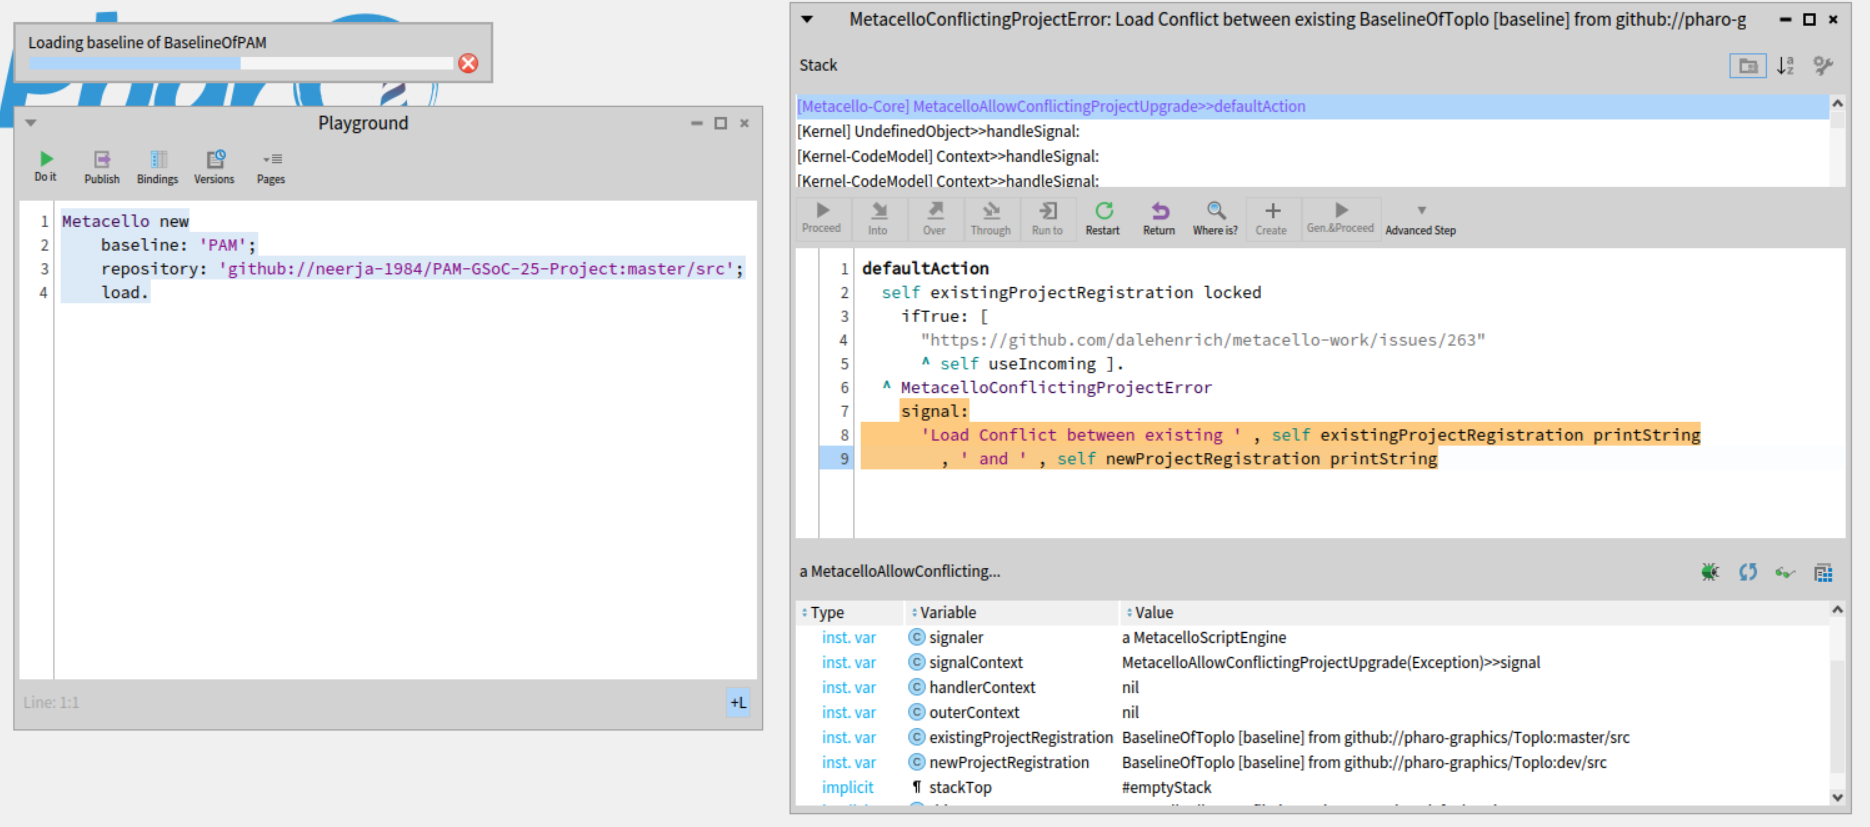 Loading baseline of BaselineOfPAM
Playground
Do it
Publish
Bindings
Versions
Pages
1 Metacello new
2 baseline: 'PAM';
3 repository: 'github://neerja-1984/PAM-GSoC-25-Project:master/src';
4 load.
Line: 1:1
+L
MetacelloConflictingProjectError: Load Conflict between existing BaselineOfToplo [baseline] from github://pharo-g
Stack
[Metacello-Core] MetacelloAllowConflictingProjectUpgrade>>defaultAction
[Kernel] UndefinedObject>>handleSignal:
[Kernel-CodeModel] Context>>handleSignal:
[Kernel-CodeModel] Context>>handleSignal:
Proceed
Into
Over
Through
Run to
Restart
Return
Where is?
Create
Gen.&Proceed
Advanced Step
1 defaultAction
2 self existingProjectRegistration locked
3 ifTrue: [
4 "https://github.com/dalehenrich/metacello-work/issues/263"
5 ^ self useIncoming ].
6 ^ MetacelloConflictingProjectError
7 signal:
8 'Load Conflict between existing ' , self existingProjectRegistration printString
9 , ' and ' , self newProjectRegistration printString
a MetacelloAllowConflicting...
Type Variable Value
inst. var C signaler a MetacelloScriptEngine
inst. var C signalContext MetacelloAllowConflictingProjectUpgrade(Exception)>>signal
inst. var C handlerContext nil
inst. var C outerContext nil
inst. var C existingProjectRegistration BaselineOfToplo [baseline] from github://pharo-graphics/Toplo:master/src
inst. var C newProjectRegistration BaselineOfToplo [baseline] from github://pharo-graphics/Toplo:dev/src
implicit ¶ stackTop #emptyStack